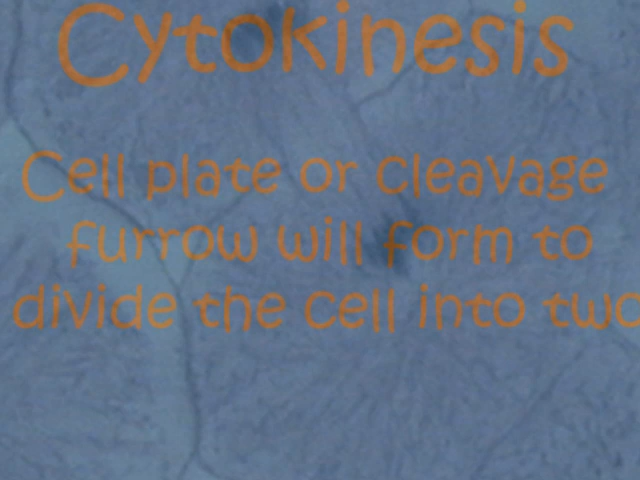 Cytokinesis
Cell plate or cleavage
furrow will form to
divide the cell into two